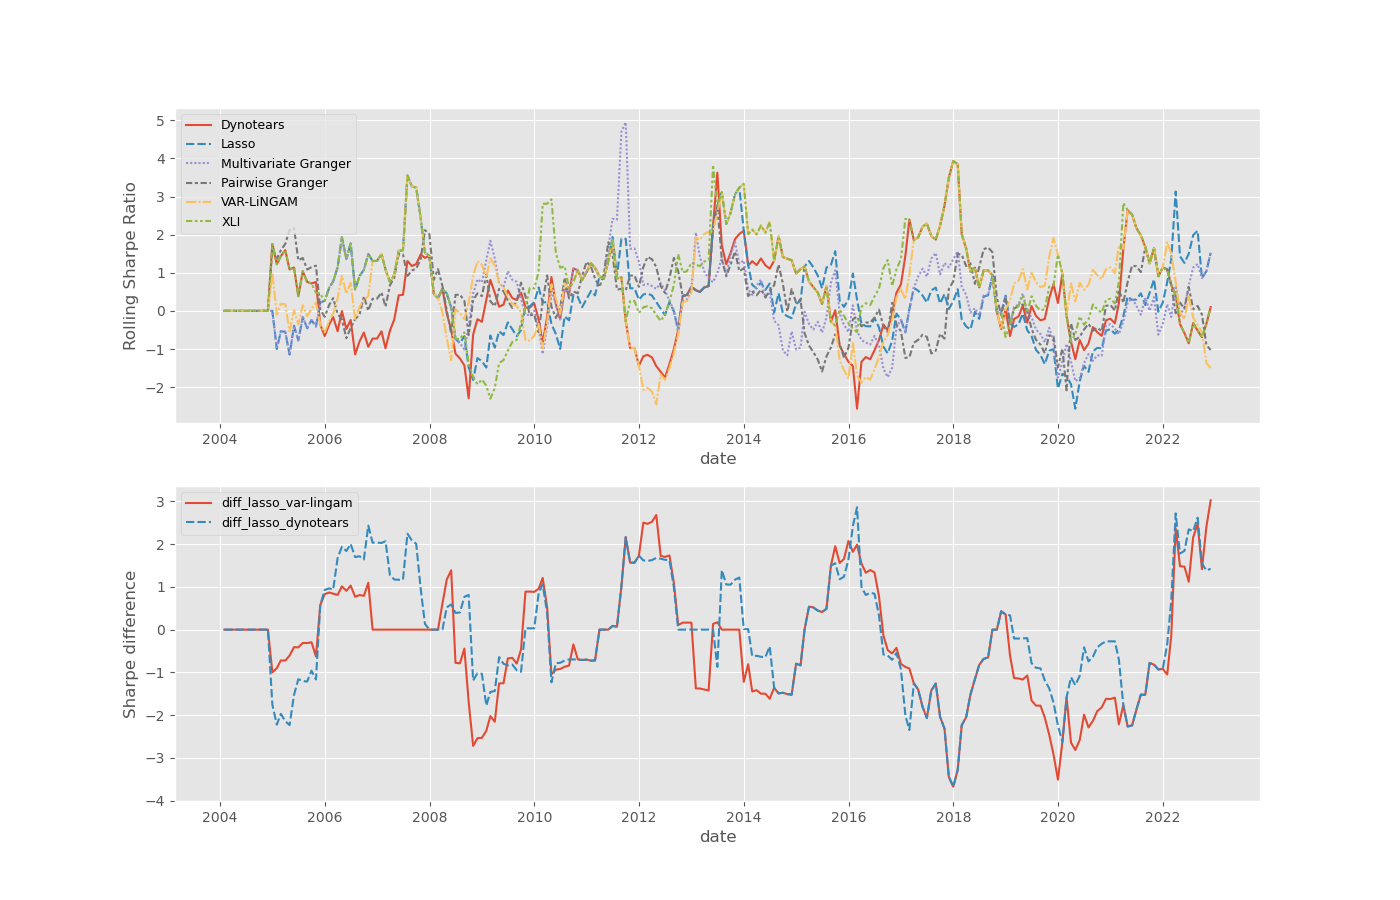 5
4
3
2
1
0
−1
−2
Rolling Sharpe Ratio
Dynotears
Lasso
Multivariate Granger
Pairwise Granger
VAR-LiNGAM
XLI
2004 2006 2008 2010 2012 2014 2016 2018 2020 2022
date
3
2
1
0
−1
−2
−3
−4
Sharpe difference
diff_lasso_var-lingam
diff_lasso_dynotears
2004 2006 2008 2010 2012 2014 2016 2018 2020 2022
date